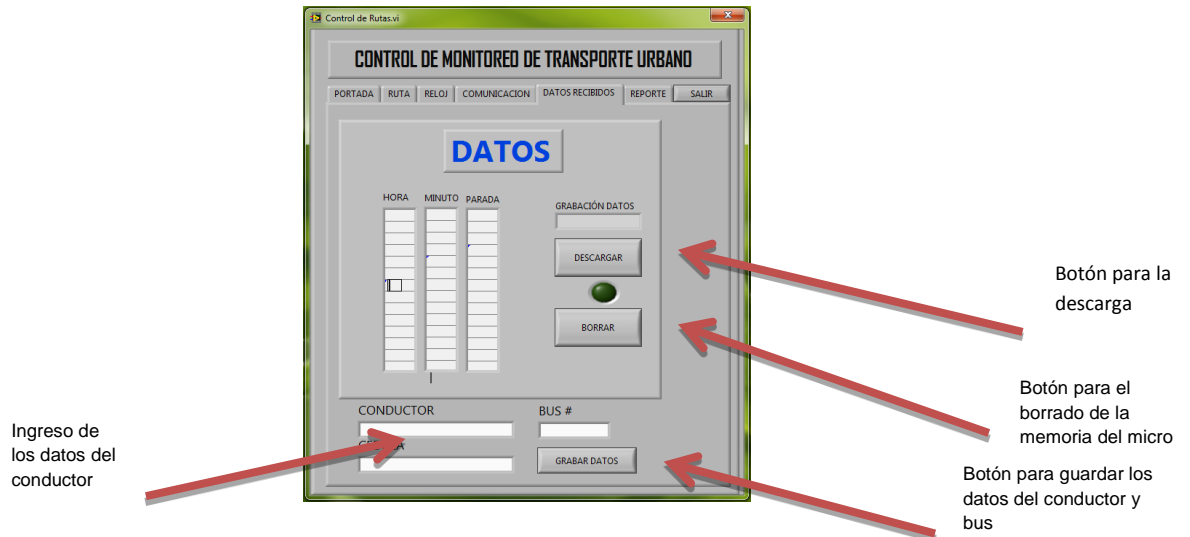 Control de Rutas.vi
CONTROL DE MONITOREO DE TRANSPORTE URBANO
PORTADA RUTA RELOJ COMUNICACION DATOS RECIBIDOS REPORTE SALIR
DATOS
HORA MINUTO PARADA
GRABACIÓN DATOS
DESCARGAR
BORRAR
CONDUCTOR BUS #
GRABAR DATOS
Botón para la
descarga
Botón para el
borrado de la
memoria del micro
Ingreso de
los datos del
conductor
Botón para guardar los
datos del conductor y
bus